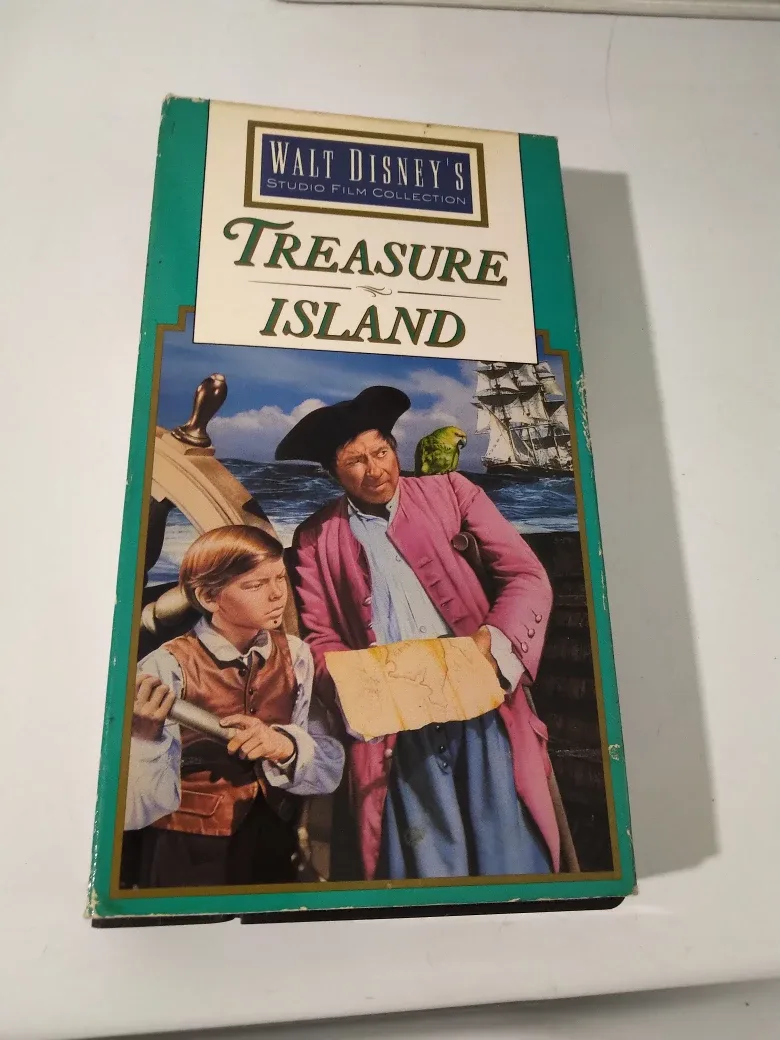 WALT DISNEY'S
STUDIO FILM COLLECTION
TREASURE
ISLAND